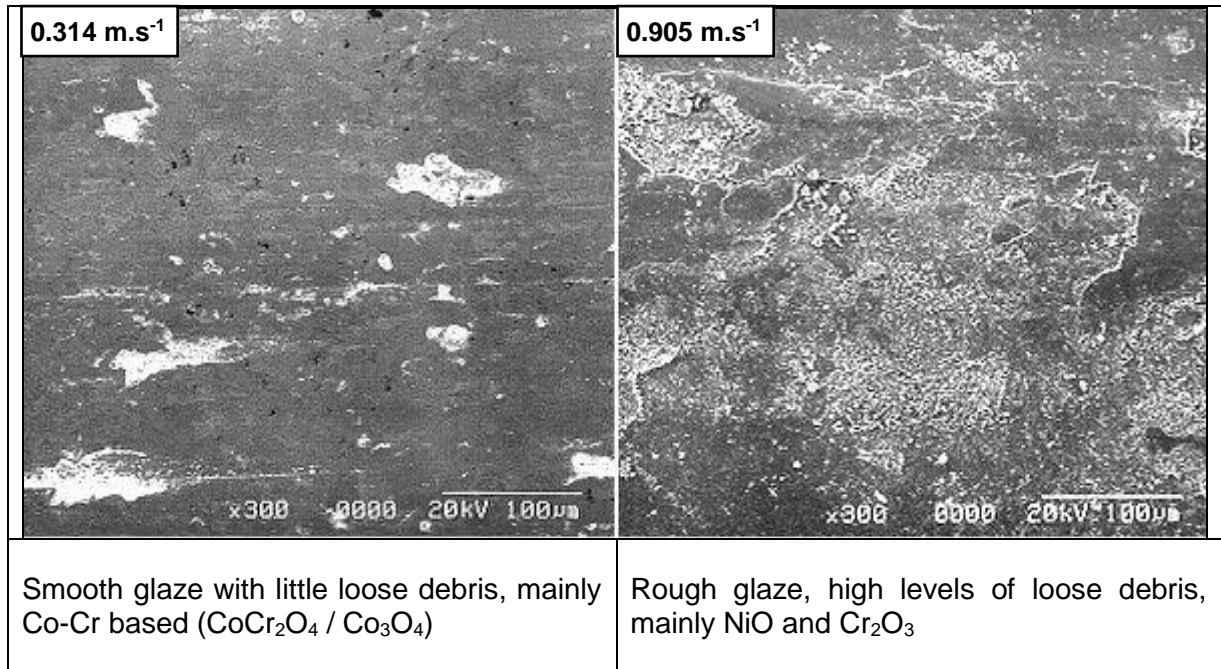 0.314 m.s⁻¹
0.905 m.s⁻¹
x300 -0000 20kV 100µm
x300 0000 20kV 100µm
Smooth glaze with little loose debris, mainly
Co-Cr based (CoCr₂O₄ / Co₃O₄)
Rough glaze, high levels of loose debris,
mainly NiO and Cr₂O₃